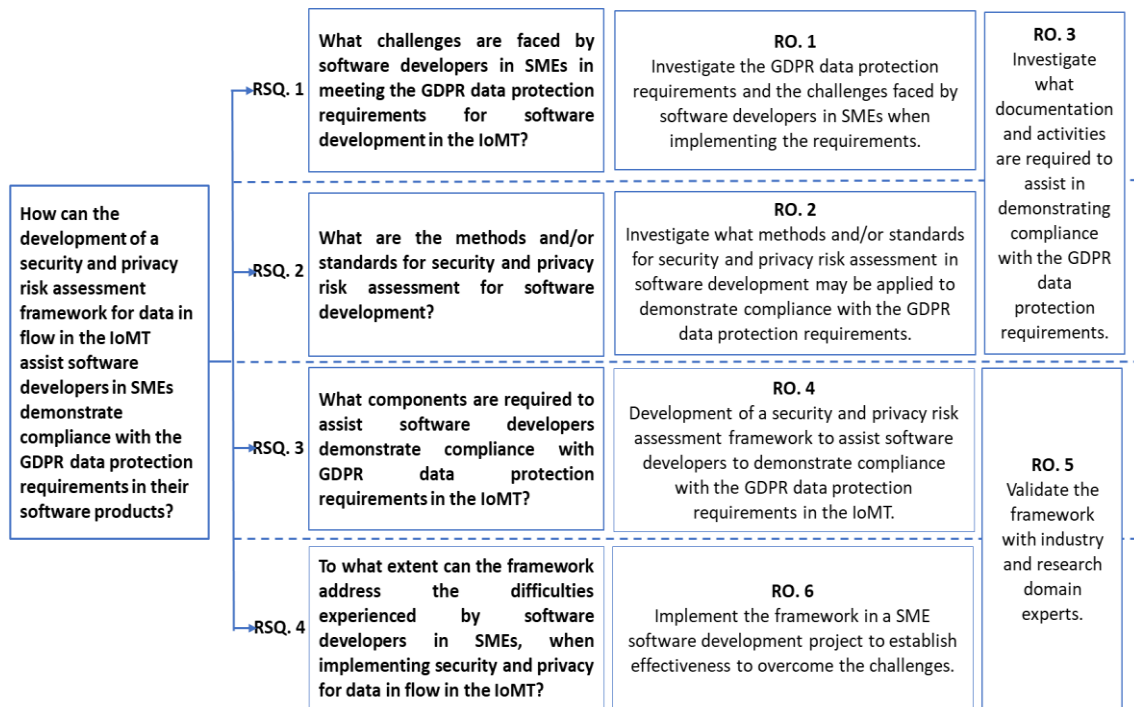 How can the
development of a
security and privacy
risk assessment
framework for data in
flow in the IoMT
assist software
developers in SMEs
demonstrate
compliance with the
GDPR data protection
requirements in their
software products?
RSQ. 1
What challenges are faced by
software developers in SMEs in
meeting the GDPR data protection
requirements for software
development in the IoMT?
RO. 1
Investigate the GDPR data protection
requirements and the challenges faced by
software developers in SMEs when
implementing the requirements.
RSQ. 2
What are the methods and/or
standards for security and privacy
risk assessment for software
development?
RO. 2
Investigate what methods and/or standards
for security and privacy risk assessment in
software development may be applied to
demonstrate compliance with the GDPR
data protection requirements.
RO. 3
Investigate
what
documentation
and activities
are required to
assist in
demonstrating
compliance
with the GDPR
data
protection
requirements.
RSQ. 3
What components are required to
assist software developers
demonstrate compliance with
GDPR data protection
requirements in the IoMT?
RO. 4
Development of a security and privacy risk
assessment framework to assist software
developers to demonstrate compliance
with the GDPR data protection
requirements in the IoMT.
RSQ. 4
To what extent can the framework
address the difficulties
experienced by software
developers in SMEs, when
implementing security and privacy
for data in flow in the IoMT?
RO. 6
Implement the framework in a SME
software development project to establish
effectiveness to overcome the challenges.
RO. 5
Validate the
framework
with industry
and research
domain
experts.